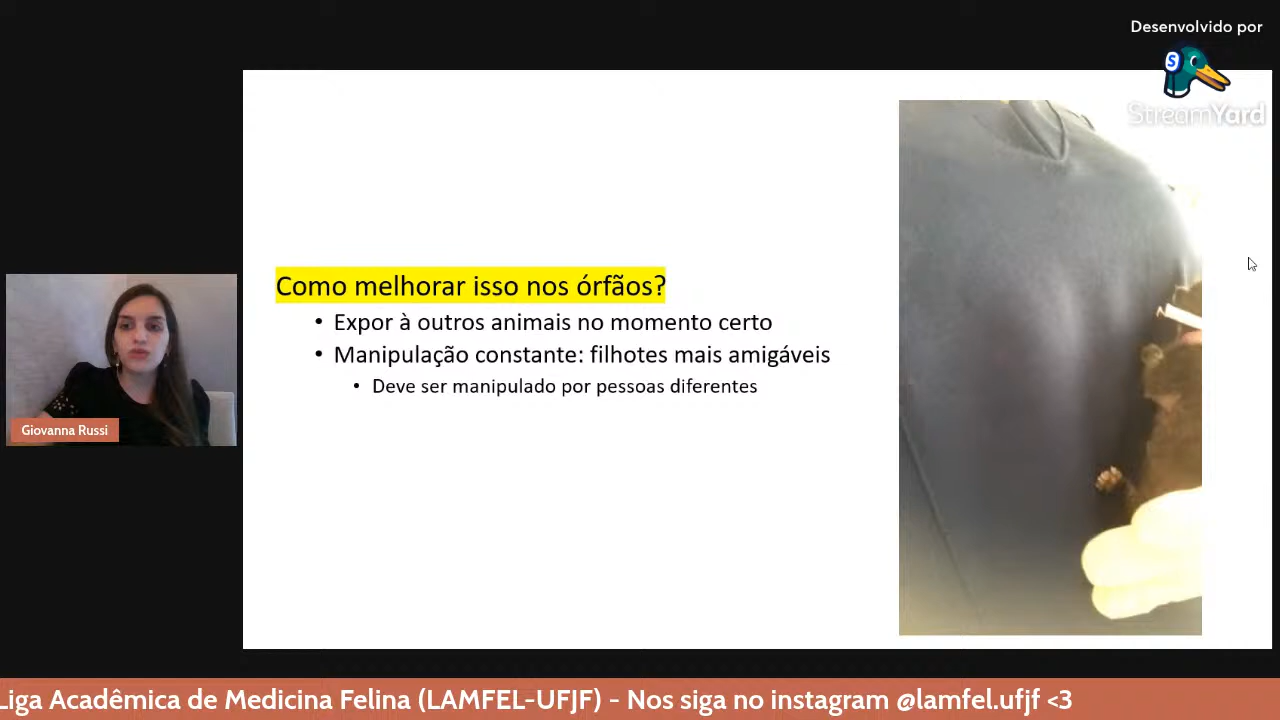 Desenvolvido por
S
StreamYard
Como melhorar isso nos órfãos?
• Expor à outros animais no momento certo
• Manipulação constante: filhotes mais amigáveis
• Deve ser manipulado por pessoas diferentes
Giovanna Russi
Liga Acadêmica de Medicina Felina (LAMFEL-UFJF) - Nos siga no instagram @lamfel.ufjf <3